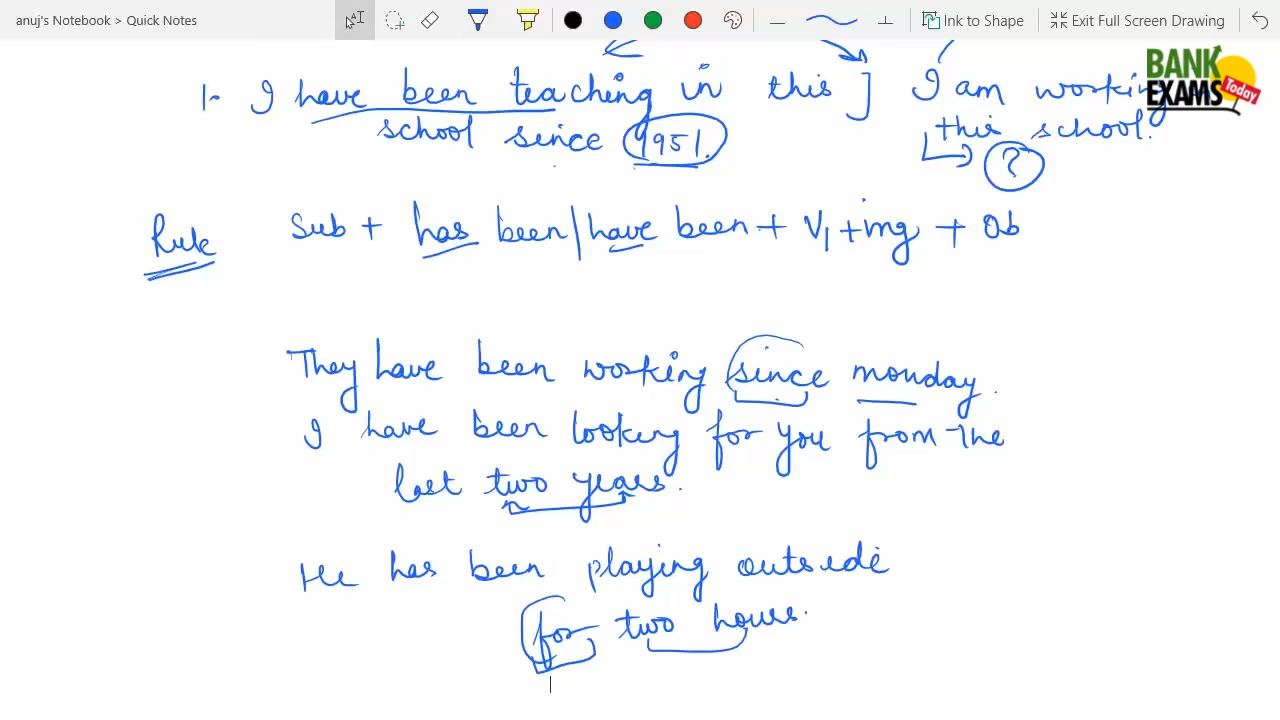 anuj's Notebook > Quick Notes
Ink to Shape
Exit Full Screen Drawing
BANK
EXAMS
Today
1. I have been teaching in this ] I am working
school since 1951. this school.
?
Rule Sub + has been / have been + V1 + ing + Ob
They have been working since monday.
I have been looking for you from the
last two years.
He has been playing outside
for two hours.